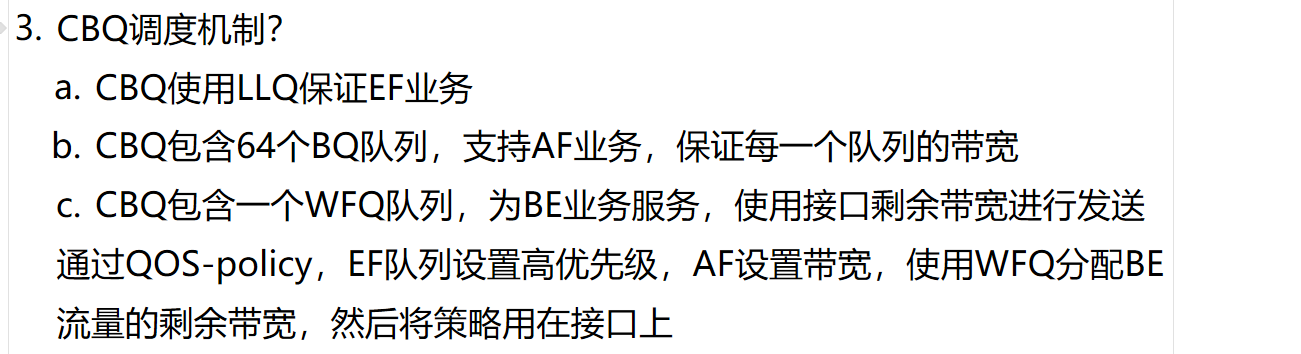 3. CBQ调度机制？
a. CBQ使用LLQ保证EF业务
b. CBQ包含64个BQ队列，支持AF业务，保证每一个队列的带宽
c. CBQ包含一个WFQ队列，为BE业务服务，使用接口剩余带宽进行发送
通过QOS-policy，EF队列设置高优先级，AF设置带宽，使用WFQ分配BE
流量的剩余带宽，然后将策略用在接口上